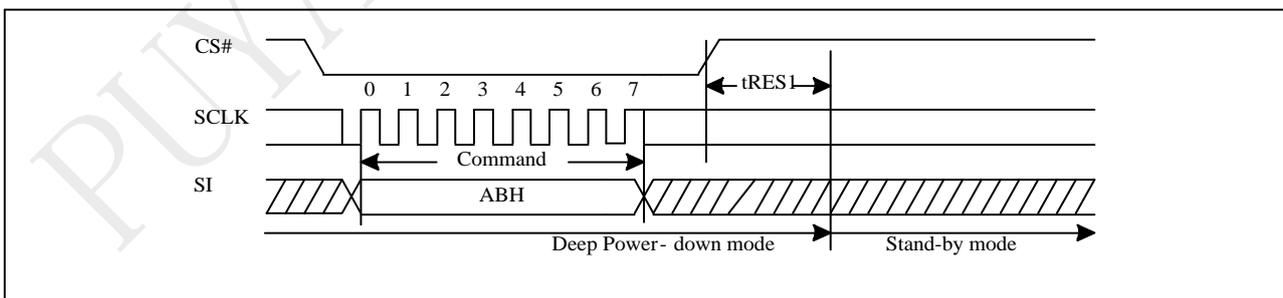 PUYA
CS#
tRES1
0 1 2 3 4 5 6 7
SCLK
Command
SI
ABH
Deep Power- down mode
Stand-by mode